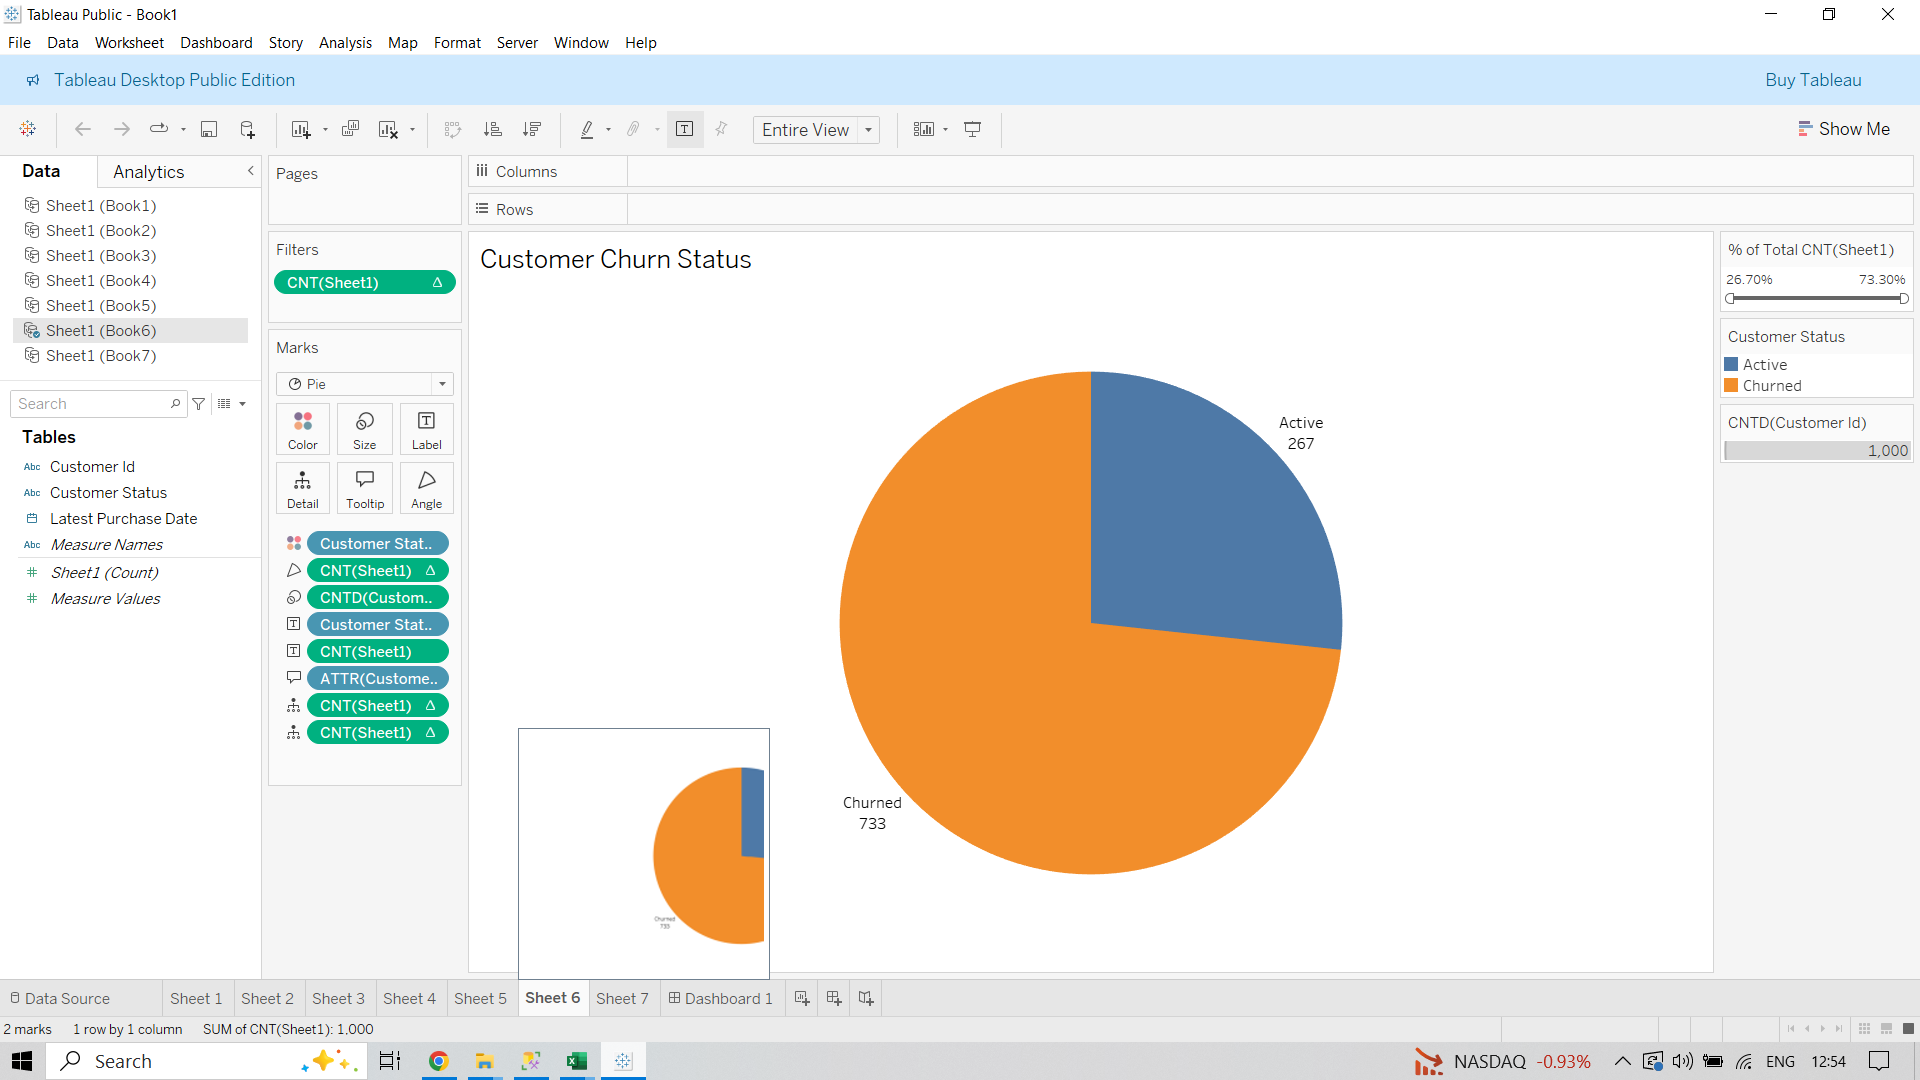 Tableau Public - Book1
File Data Worksheet Dashboard Story Analysis Map Format Server Window Help
Tableau Desktop Public Edition
Buy Tableau
Entire View
Show Me
Data
Analytics
Sheet1 (Book1)
Sheet1 (Book2)
Sheet1 (Book3)
Sheet1 (Book4)
Sheet1 (Book5)
Sheet1 (Book6)
Sheet1 (Book7)
Search
Tables
Abc Customer Id
Abc Customer Status
Latest Purchase Date
Abc Measure Names
# Sheet1 (Count)
# Measure Values
Pages
Filters
CNT(Sheet1) Δ
Marks
Pie
Color Size Label
Detail Tooltip Angle
Customer Stat..
CNT(Sheet1) Δ
CNTD(Custom..
Customer Stat..
CNT(Sheet1)
ATTR(Custome..
CNT(Sheet1) Δ
CNT(Sheet1) Δ
Columns
Rows
Customer Churn Status
Active
267
Churned
733
Churned
733
% of Total CNT(Sheet1)
26.70% 73.30%
Customer Status
Active
Churned
CNTD(Customer Id)
1,000
Data Source Sheet 1 Sheet 2 Sheet 3 Sheet 4 Sheet 5 Sheet 6 Sheet 7 Dashboard 1
2 marks 1 row by 1 column SUM of CNT(Sheet1): 1,000
Search
NASDAQ -0.93% ENG 12:54